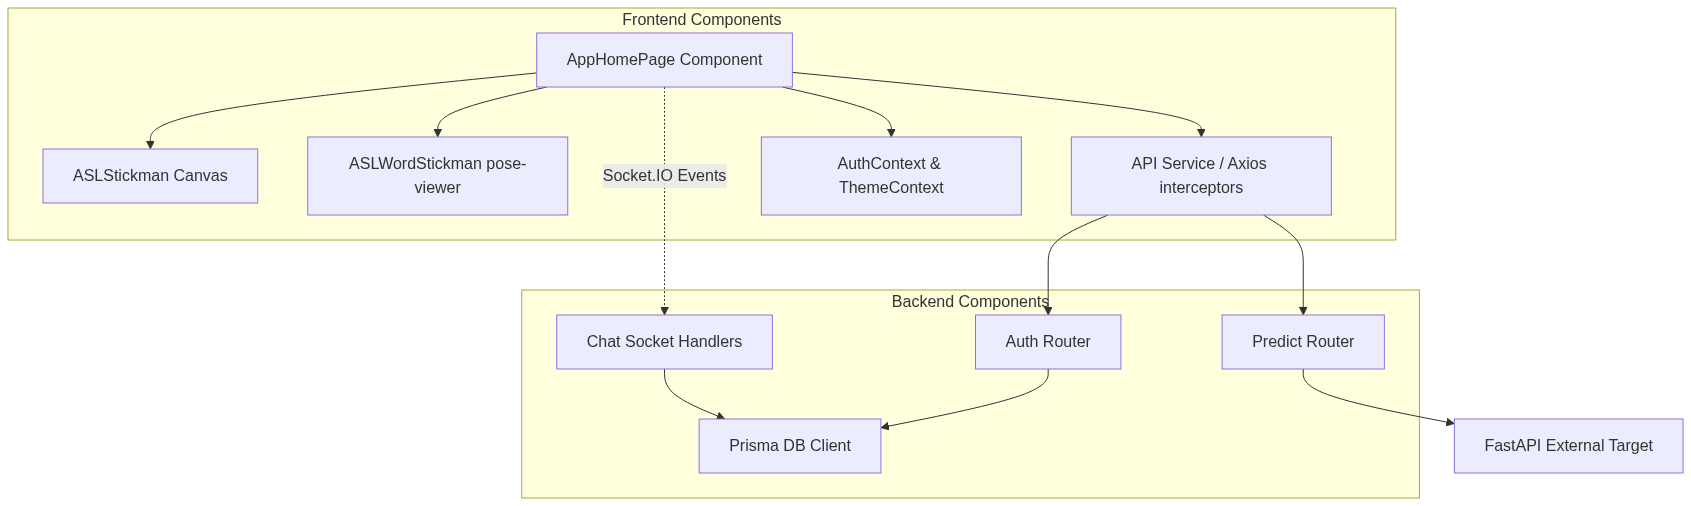 Frontend Components
AppHomePage Component
ASLStickman Canvas
ASLWordStickman pose-
viewer
Socket.IO Events
AuthContext &
ThemeContext
API Service / Axios
interceptors
Backend Components
Chat Socket Handlers
Auth Router
Predict Router
Prisma DB Client
FastAPI External Target